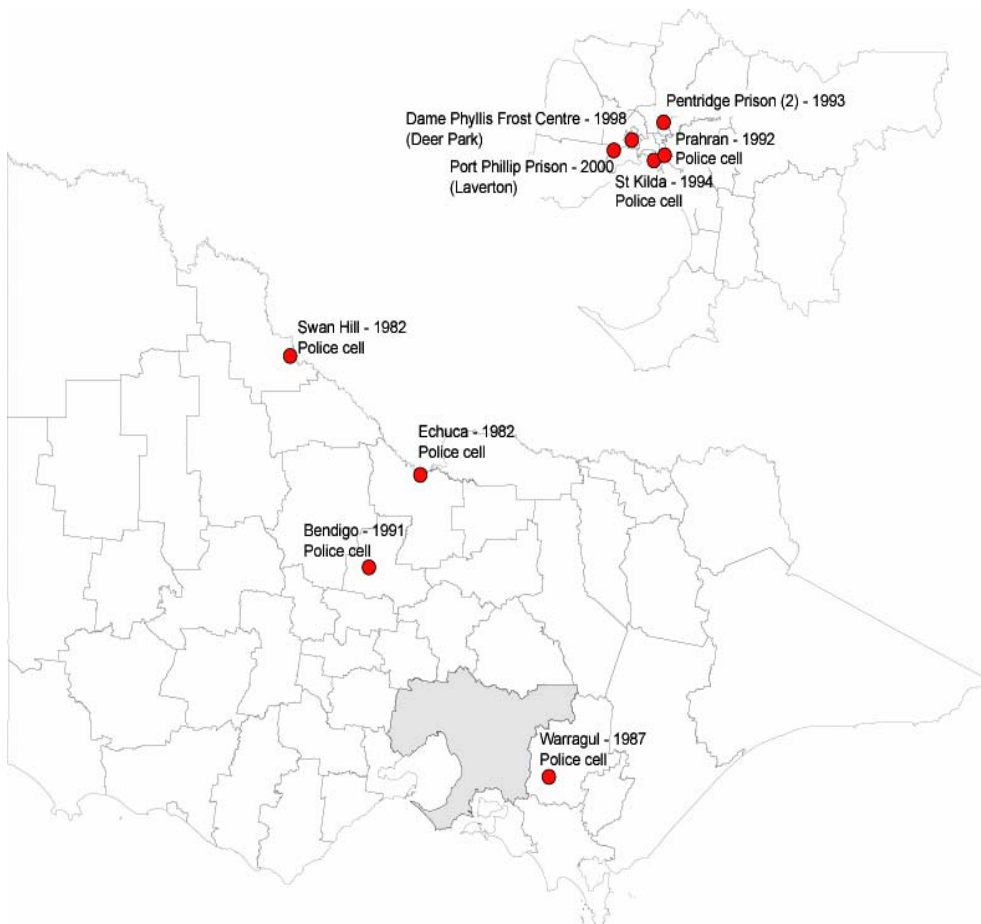 Pentridge Prison (2) - 1993
Dame Phyllis Frost Centre - 1998
(Deer Park)
Prahran - 1992
Police cell
Port Phillip Prison - 2000
(Laverton)
St Kilda - 1994
Police cell
Swan Hill - 1982
Police cell
Echuca - 1982
Police cell
Bendigo - 1991
Police cell
Warragul - 1987
Police cell